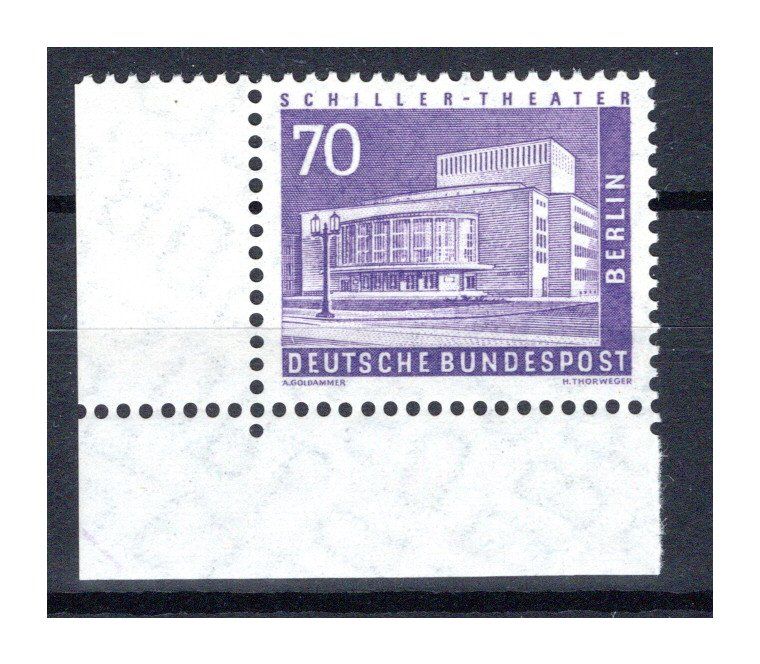 SCHILLER-THEATER
70
BERLIN
DEUTSCHE BUNDESPOST
A.GOLDAMMER
H.THORWEGER